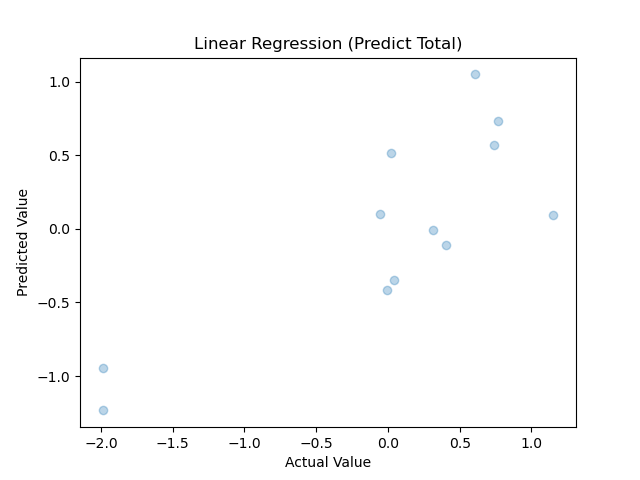 Linear Regression (Predict Total)
1.0
0.5
0.0
−0.5
−1.0
Predicted Value
−2.0 −1.5 −1.0 −0.5 0.0 0.5 1.0
Actual Value